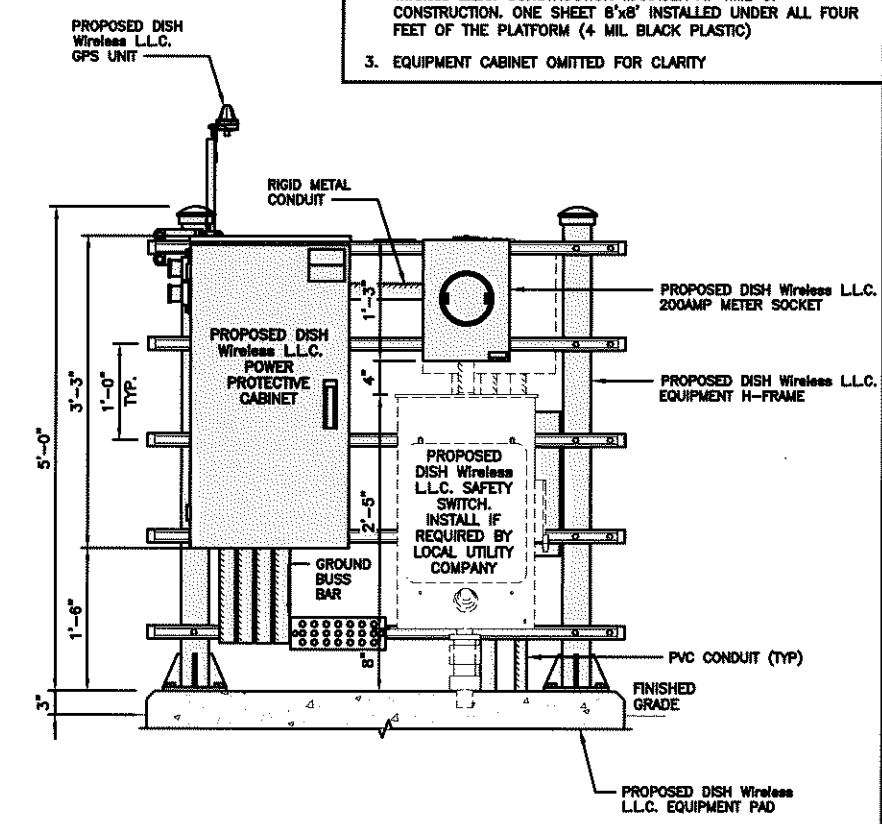 CONSTRUCTION. ONE SHEET 8'x8' INSTALLED UNDER ALL FOUR
FEET OF THE PLATFORM (4 MIL BLACK PLASTIC)
3. EQUIPMENT CABINET OMITTED FOR CLARITY
PROPOSED DISH
Wireless L.L.C.
GPS UNIT
RIGID METAL
CONDUIT
PROPOSED DISH Wireless L.L.C.
200AMP METER SOCKET
PROPOSED DISH Wireless L.L.C.
EQUIPMENT H-FRAME
PROPOSED DISH
Wireless L.L.C.
POWER
PROTECTIVE
CABINET
PROPOSED
DISH Wireless
L.L.C. SAFETY
SWITCH.
INSTALL IF
REQUIRED BY
LOCAL UTILITY
COMPANY
5'-0"
3'-3"
1'-0"
TYP.
1'-3"
4"
2'-5"
1'-6"
8"
3"
GROUND
BUSS
BAR
PVC CONDUIT (TYP)
FINISHED
GRADE
PROPOSED DISH Wireless
L.L.C. EQUIPMENT PAD